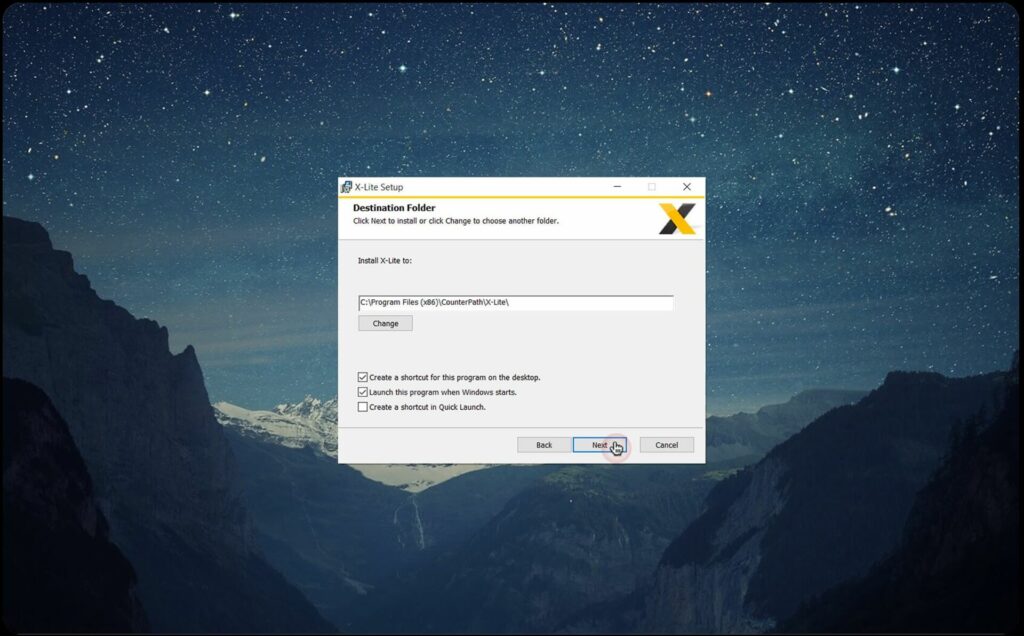 X-Lite Setup
Destination Folder
Click Next to install or click Change to choose another folder.
Install X-Lite to:
C:\Program Files (x86)\CounterPath\X-Lite\
Change
Create a shortcut for this program on the desktop.
Launch this program when Windows starts.
Create a shortcut in Quick Launch.
Back Next Cancel